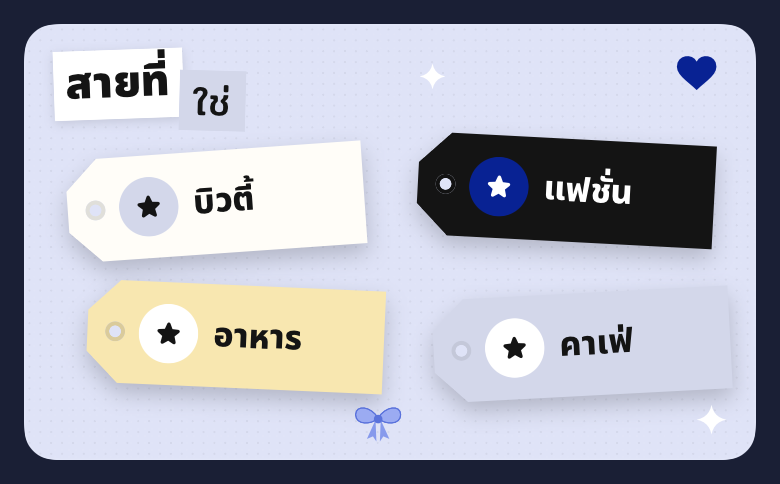 สายที่
ใช่
บิวตี้
แฟชั่น
อาหาร
คาเฟ่